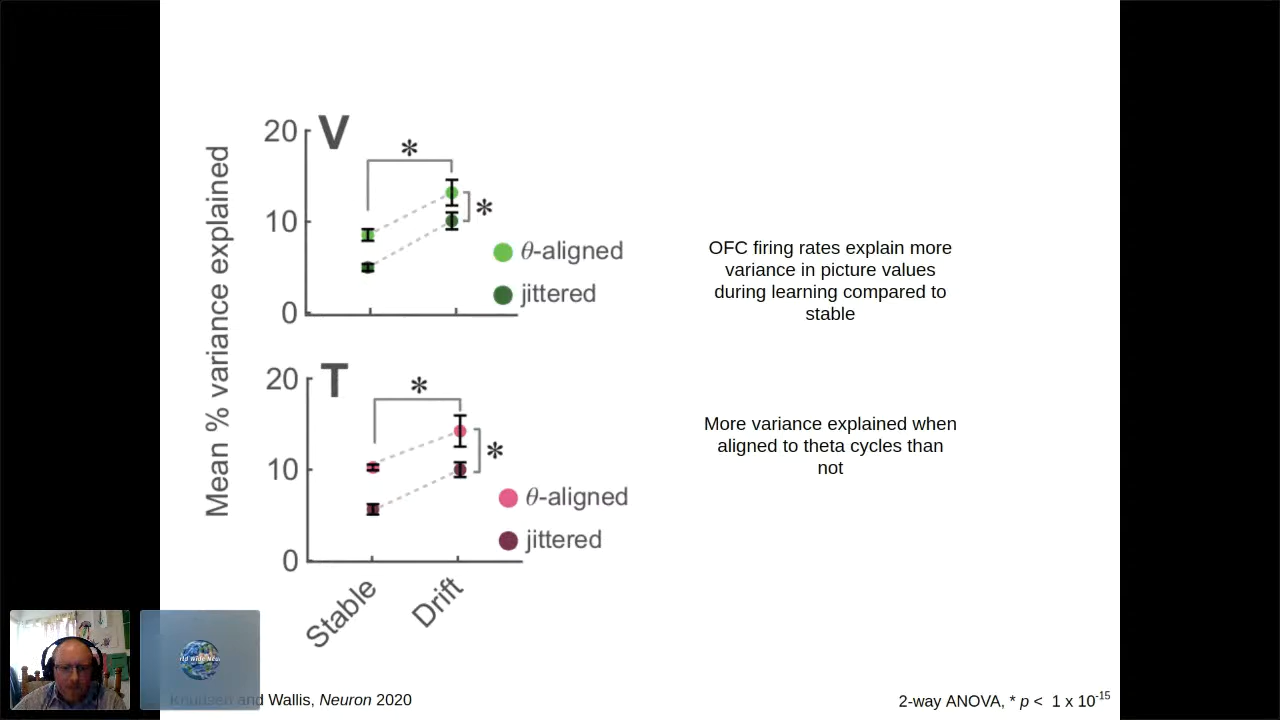 V
20
10
0
*
*
θ-aligned
jittered
Mean % variance explained
T
20
10
0
*
*
θ-aligned
jittered
Stable
Drift
OFC firing rates explain more
variance in picture values
during learning compared to
stable
More variance explained when
aligned to theta cycles than
not
Knudsen and Wallis, Neuron 2020
2-way ANOVA, * p < 1 x 10-15